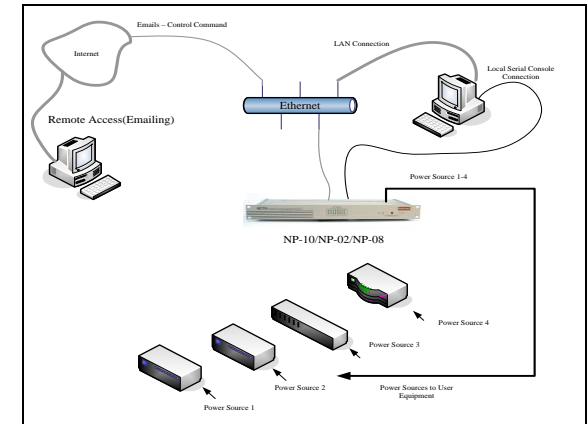 Emails – Control Command
Internet
LAN Connection
Local Serial Console
Connection
Ethernet
Remote Access(Emailing)
Power Source 1-4
NP-10/NP-02/NP-08
Power Source 4
Power Source 3
Power Source 2
Power Sources to User
Equipment
Power Source 1